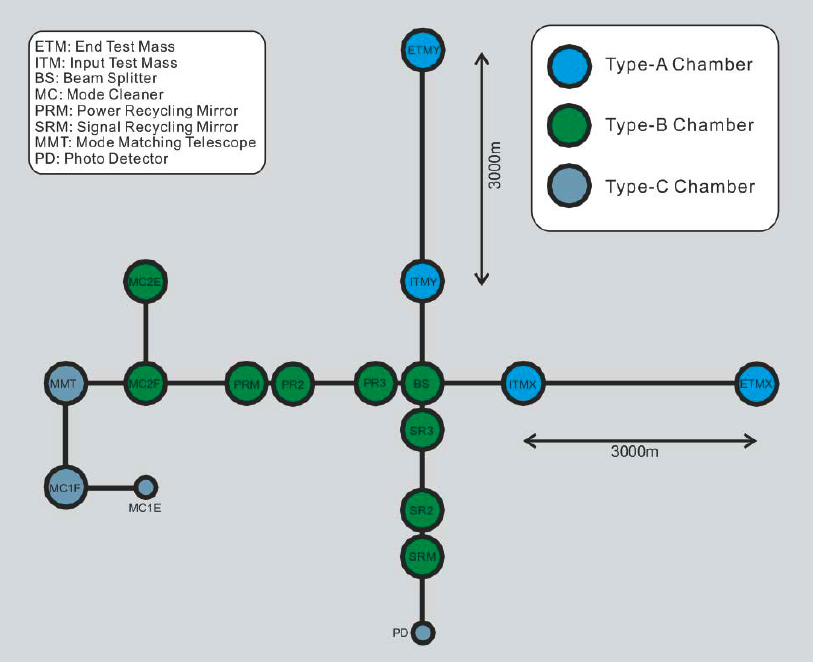 ETM: End Test Mass
ITM: Input Test Mass
BS: Beam Splitter
MC: Mode Cleaner
PRM: Power Recycling Mirror
SRM: Signal Recycling Mirror
MMT: Mode Matching Telescope
PD: Photo Detector
Type-A Chamber
Type-B Chamber
Type-C Chamber
ETMY
3000m
MC2E
ITMY
MMT
MC2F
PRM
PR2
PR3
BS
ITMX
ETMX
SR3
3000m
MC1F
MC1E
SR2
SRM
PD